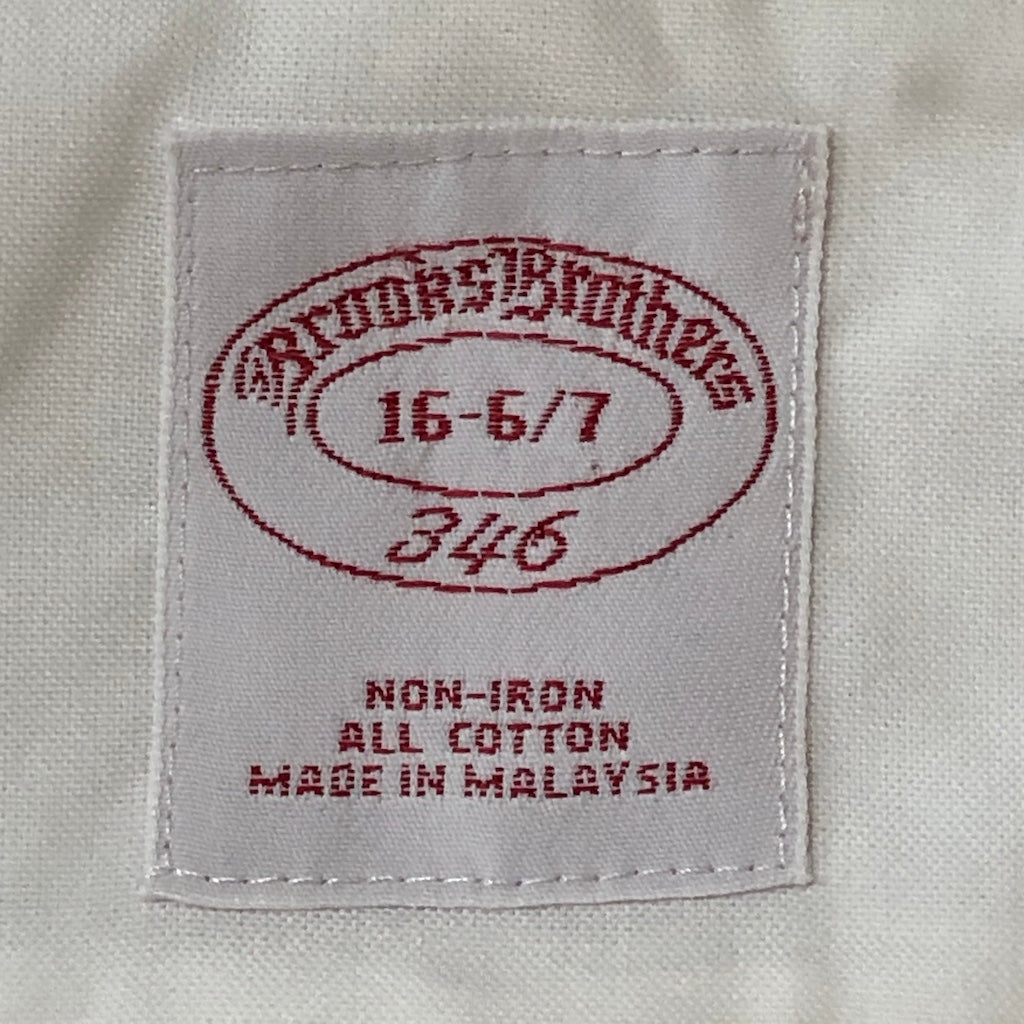 Brooks Brothers
16-6/7
346
NON-IRON
ALL COTTON
MADE IN MALAYSIA